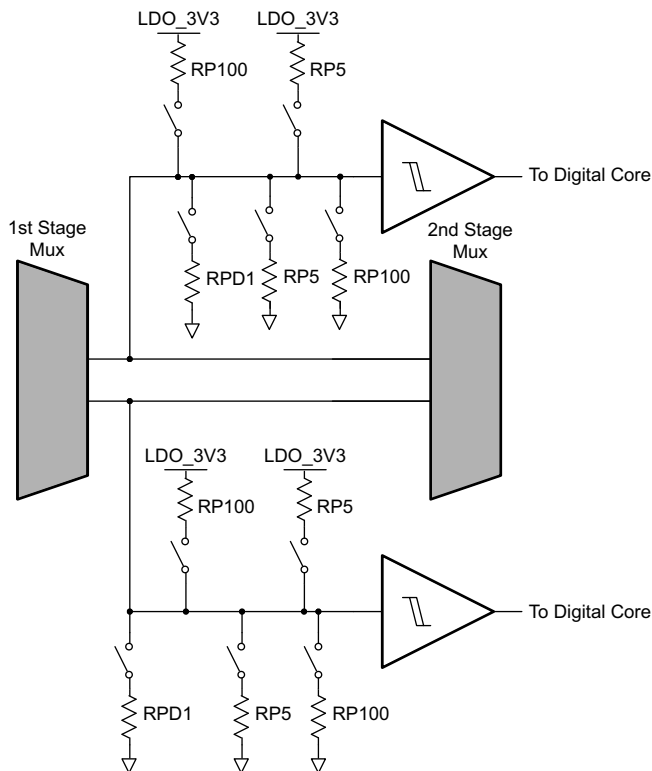 LDO_3V3 LDO_3V3
RP100 RP5
To Digital Core
1st Stage
Mux
2nd Stage
Mux
RPD1 RP5 RP100
LDO_3V3 LDO_3V3
RP100 RP5
To Digital Core
RPD1 RP5 RP100